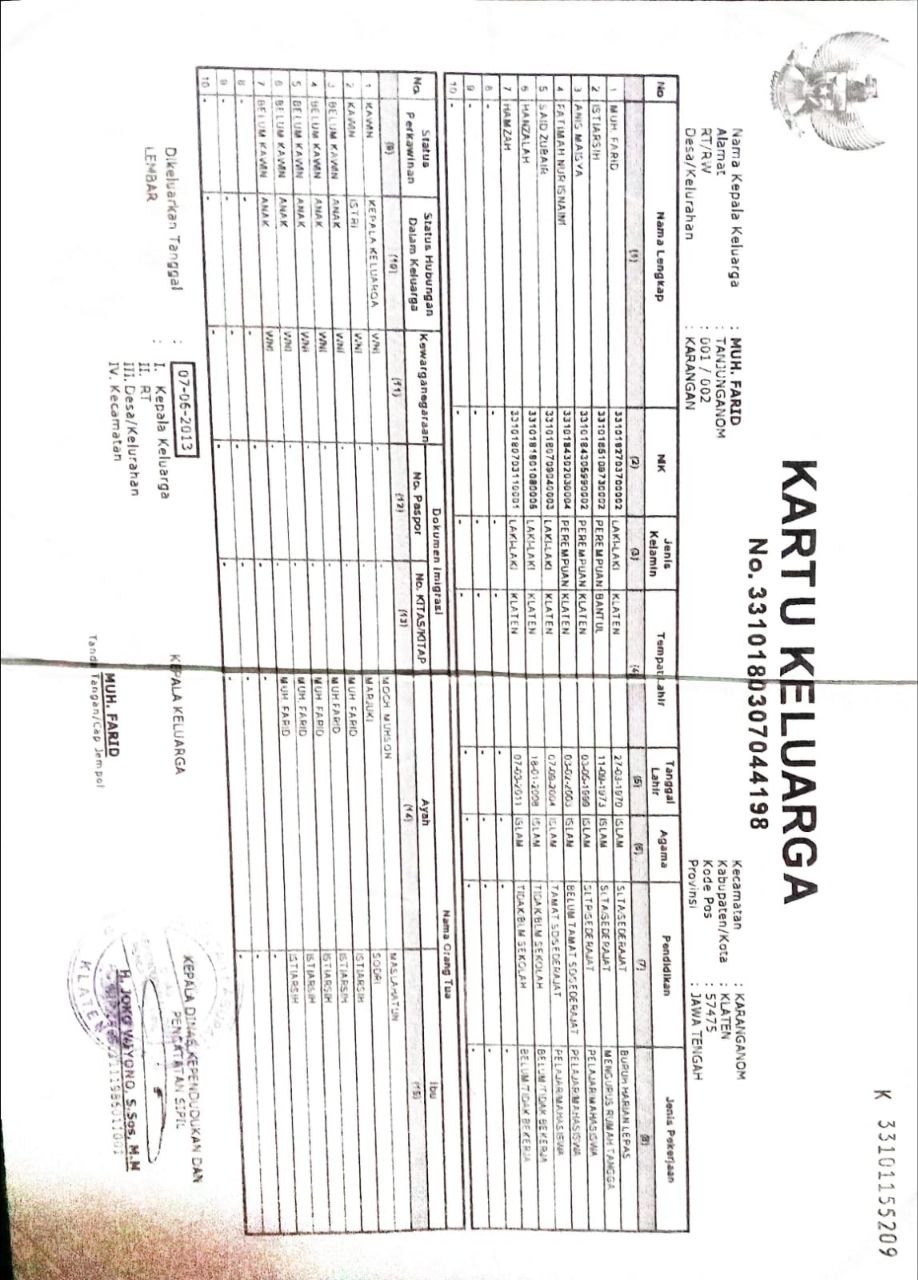 K 33101155209
KARTU KELUARGA
No. 3310180307044198
Nama Kepala Keluarga : MUH. FARID
Alamat : TANJUNGANOM
RT/RW : 001 / 002
Desa/Kelurahan : KARANGAN
Kecamatan : KARANGANOM
Kabupaten/Kota : KLATEN
Kode Pos : 57475
Provinsi : JAWA TENGAH
No Nama Lengkap NIK Jenis Kelamin Tempat Lahir Tanggal Lahir Agama Pendidikan Jenis Pekerjaan
(1) (2) (3) (4) (5) (6) (7) (8)
1 MUH. FARID 3310182703700002 LAKI-LAKI KLATEN 27-03-1970 ISLAM SLTA/SEDERAJAT BURUH HARIAN LEPAS
2 ISTIARSIH 3310185109730002 PEREMPUAN BANTUL 11-09-1973 ISLAM SLTA/SEDERAJAT MENGURUS RUMAH TANGGA
3 ANIS MAISYA 3310184305990002 PEREMPUAN KLATEN 03-05-1999 ISLAM SLTP/SEDERAJAT PELAJAR/MAHASISWA
4 FATIMAH NUR ISNAINI 3310184302030004 PEREMPUAN KLATEN 03-02-2003 ISLAM BELUM TAMAT SD/SEDERAJAT PELAJAR/MAHASISWA
5 SAID ZUBAIR 3310180709040003 LAKI-LAKI KLATEN 07-09-2004 ISLAM TAMAT SD/SEDERAJAT PELAJAR/MAHASISWA
6 HANZALAH 3310181801080005 LAKI-LAKI KLATEN 18-01-2008 ISLAM TIDAK/BLM SEKOLAH BELUM/TIDAK BEKERJA
7 HAMZAH 3310180703110001 LAKI-LAKI KLATEN 07-03-2011 ISLAM TIDAK/BLM SEKOLAH BELUM/TIDAK BEKERJA
8 - - - - - - - -
9 - - - - - - - -
10 - - - - - - - -
No. Status Perkawinan Status Hubungan Dalam Keluarga Kewarganegaraan Dokumen Imigrasi Nama Orang Tua
No. Paspor No. KITAS/KITAP Ayah Ibu
(9) (10) (11) (12) (13) (14) (15)
1 KAWIN KEPALA KELUARGA WNI - - MOCH MUHSON MASLAHATUN
2 KAWIN ISTRI WNI - - MARJUKI SODRI
3 BELUM KAWIN ANAK WNI - - MUH. FARID ISTIARSIH
4 BELUM KAWIN ANAK WNI - - MUH. FARID ISTIARSIH
5 BELUM KAWIN ANAK WNI - - MUH. FARID ISTIARSIH
6 BELUM KAWIN ANAK WNI - - MUH. FARID ISTIARSIH
7 BELUM KAWIN ANAK WNI - - MUH. FARID ISTIARSIH
8 - - - - - - -
9 - - - - - - -
10 - - - - - - -
Dikeluarkan Tanggal : 07-06-2013
LEMBAR : I. Kepala Keluarga
II. RT
III. Desa/Kelurahan
IV. Kecamatan
KEPALA KELUARGA
MUH. FARID
Tanda Tangan/Cap Jempol
KEPALA DINAS KEPENDUDUKAN DAN
PENCATATAN SIPIL
H. JOKO WIYONO, S.Sos, M.M
KLATEN